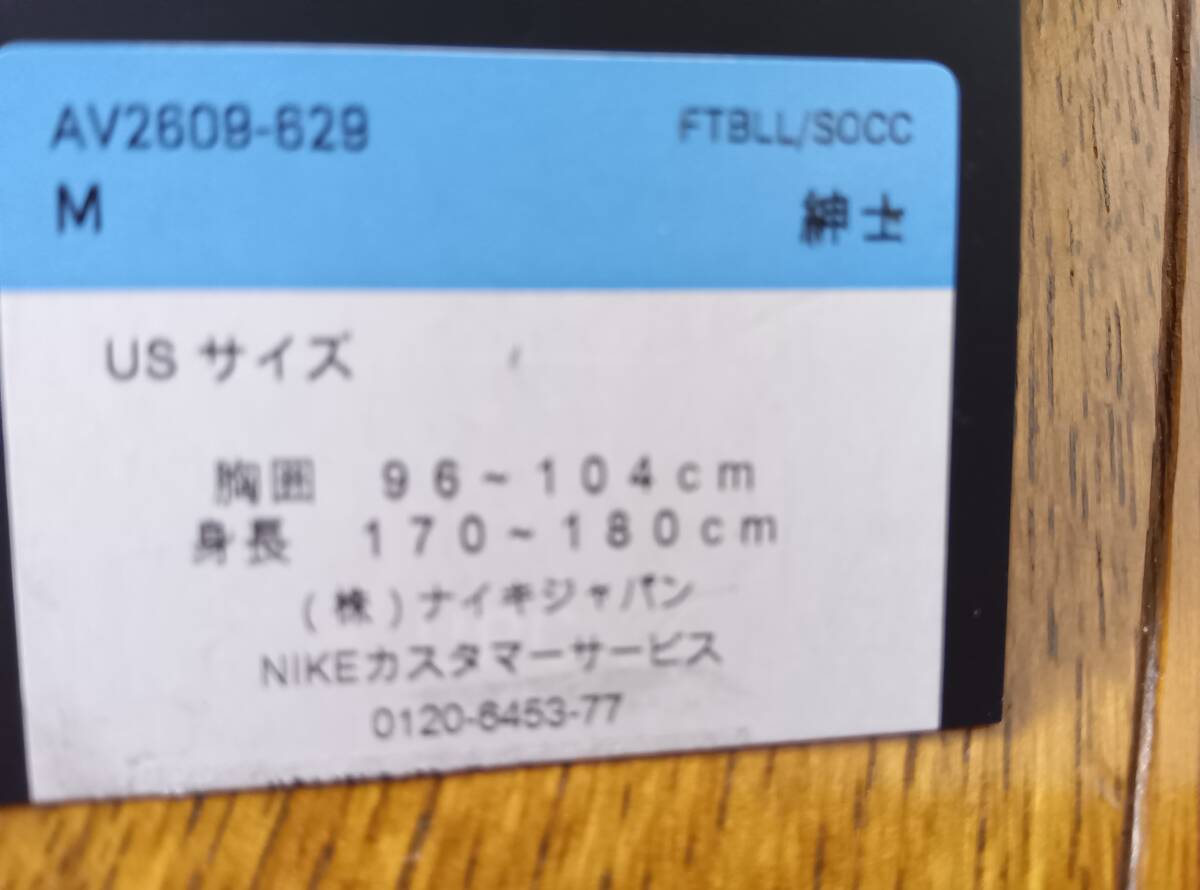 AV2609-629
FTBLL/SOCC
M
紳士
US サイズ
胸囲 96~104cm
身長 170~180cm
(株)ナイキジャパン
NIKEカスタマーサービス
0120-6453-77